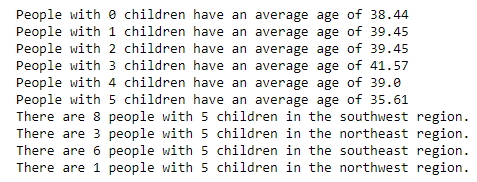 People with 0 children have an average age of 38.44
People with 1 children have an average age of 39.45
People with 2 children have an average age of 39.45
People with 3 children have an average age of 41.57
People with 4 children have an average age of 39.0
People with 5 children have an average age of 35.61
There are 8 people with 5 children in the southwest region.
There are 3 people with 5 children in the northeast region.
There are 6 people with 5 children in the southeast region.
There are 1 people with 5 children in the northwest region.